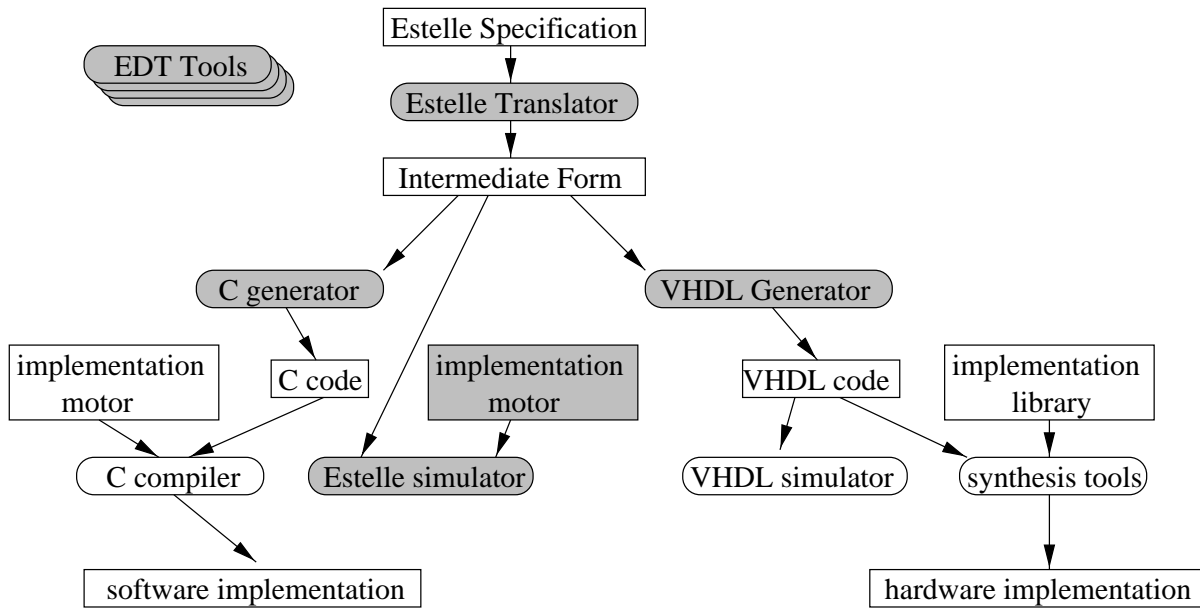 Estelle Specification
EDT Tools
Estelle Translator
Intermediate Form
C generator
VHDL Generator
implementation
motor
C code
implementation
motor
VHDL code
implementation
library
C compiler
Estelle simulator
VHDL simulator
synthesis tools
software implementation
hardware implementation